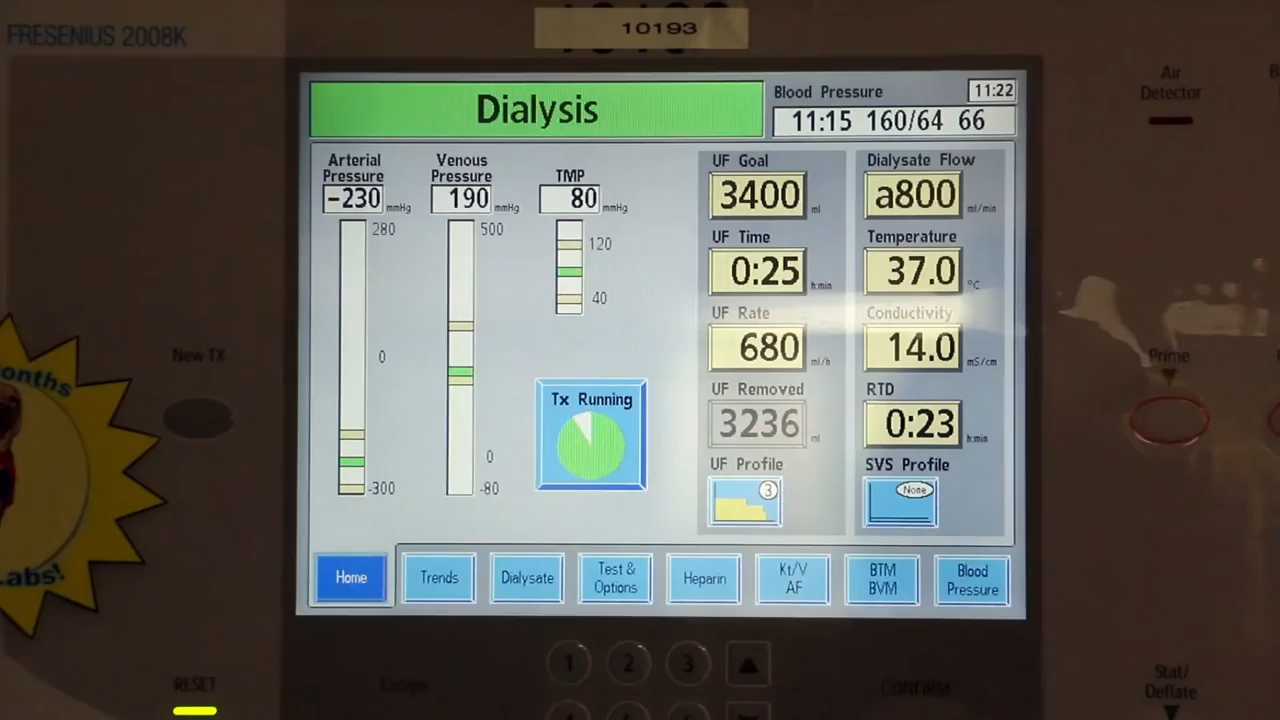 FRESENIUS 2008K
10193
Air
Detector
Dialysis
Blood Pressure
11:22
11:15 160/64 66
Arterial
Pressure
-230 mmHg
280
0
-300
Venous
Pressure
190 mmHg
500
0
-80
TMP
80 mmHg
120
40
Tx Running
UF Goal
3400 ml
UF Time
0:25 h:min
UF Rate
680 ml/h
UF Removed
3236 ml
UF Profile
3
Dialysate Flow
a800 ml/min
Temperature
37.0 °C
Conductivity
14.0 mS/cm
RTD
0:23 h:min
SVS Profile
None
Home
Trends
Dialysate
Test &
Options
Heparin
Kt/V
AF
BTM
BVM
Blood
Pressure
New TX
Prime
onths
abs!
RESET
Escape
1 2 3
CONFIRM
Stat/
Deflate